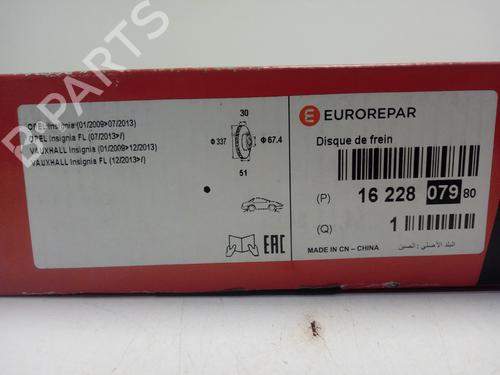 OPEL Insignia (01/2009>07/2013)
OPEL Insignia FL (07/2013>/)
VAUXHALL Insignia (01/2009>12/2013)
VAUXHALL Insignia FL (12/2013>/)
30
Φ 337
Φ 67.4
51
EAC
EUROREPAR
Disque de frein
(P) 16 228 079 80
(Q) 1
MADE IN CN – CHINA
البلد الأصلي : الصين
B-PARTS